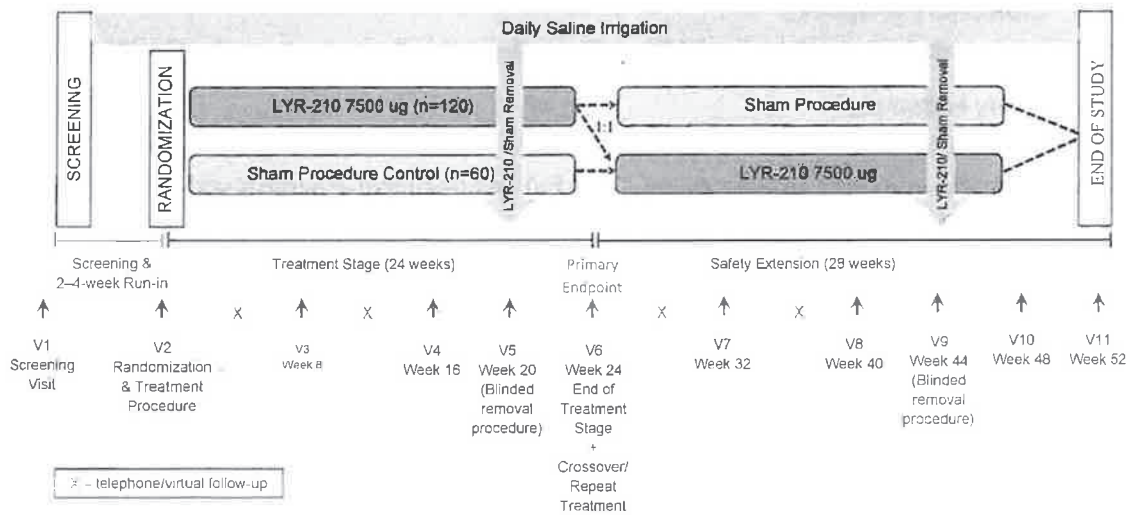 Daily Saline Irrigation
SCREENING
RANDOMIZATION
LYR-210 7500 ug (n=120)
Sham Procedure Control (n=60)
LYR-210/Sham Removal
1:1
Sham Procedure
LYR-210 7500 ug
LYR-210/ Sham Removal
END OF STUDY
Screening &
2–4-week Run-in
Treatment Stage (24 weeks)
Primary
Endpoint
Safety Extension (28 weeks)
X
X
X
X
V1
Screening
Visit
V2
Randomization
& Treatment
Procedure
V3
Week 8
V4
Week 16
V5
Week 20
(Blinded
removal
procedure)
V6
Week 24
End of
Treatment
Stage
+
Crossover/
Repeat
Treatment
V7
Week 32
V8
Week 40
V9
Week 44
(Blinded
removal
procedure)
V10
Week 48
V11
Week 52
X – telephone/virtual follow-up